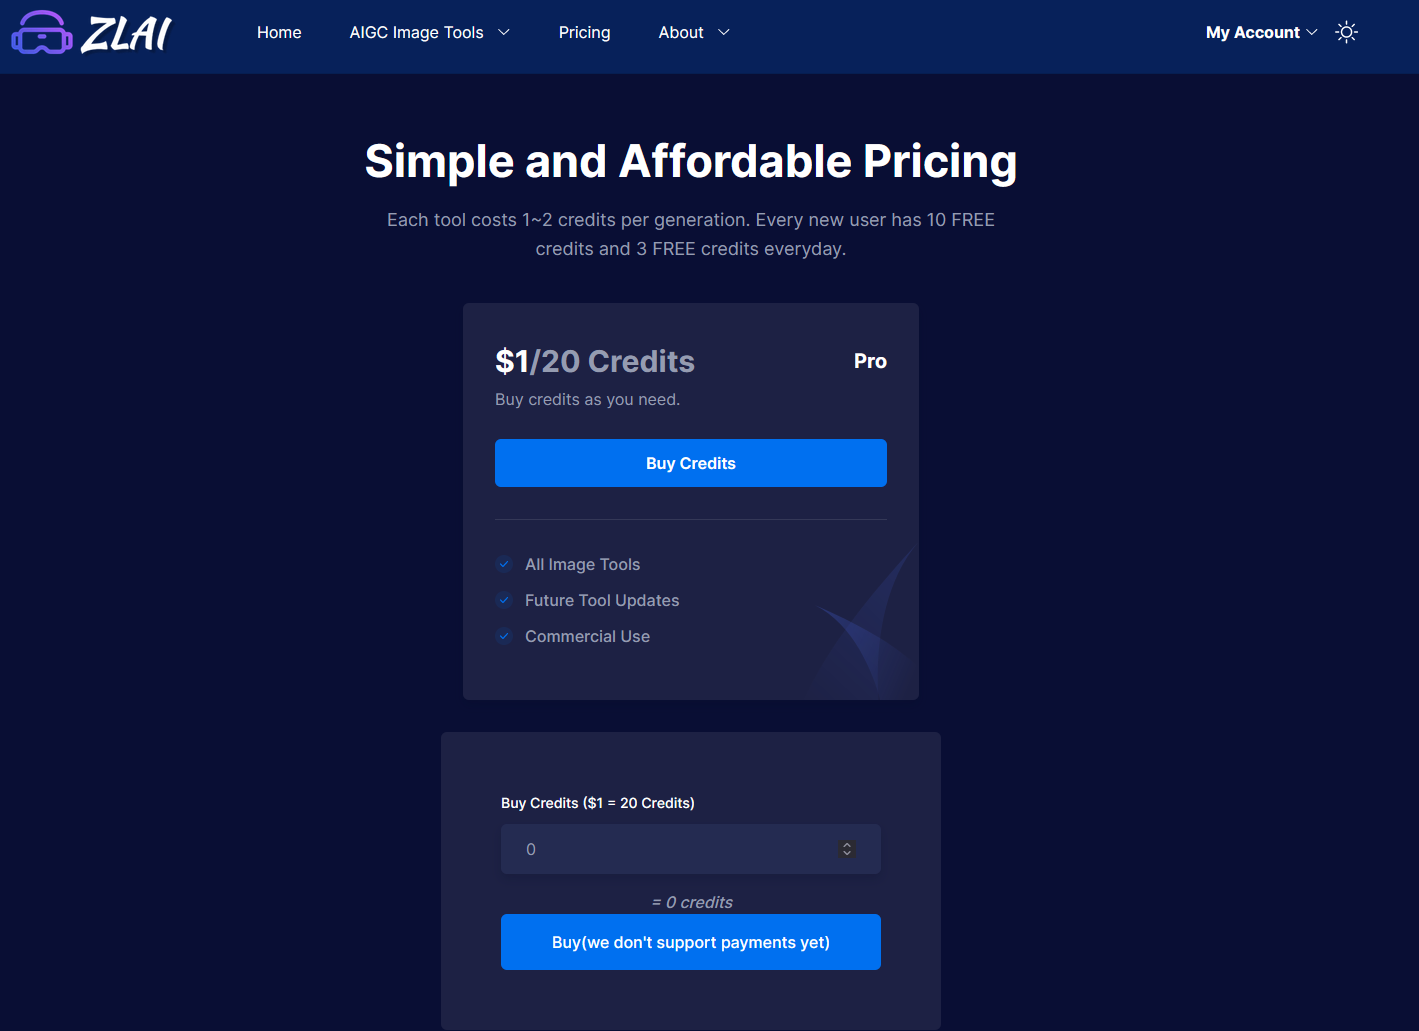 ZLAI
Home
AIGC Image Tools
Pricing
About
My Account
Simple and Affordable Pricing
Each tool costs 1~2 credits per generation. Every new user has 10 FREE
credits and 3 FREE credits everyday.
$1/20 Credits
Pro
Buy credits as you need.
Buy Credits
All Image Tools
Future Tool Updates
Commercial Use
Buy Credits ($1 = 20 Credits)
0
= 0 credits
Buy(we don't support payments yet)